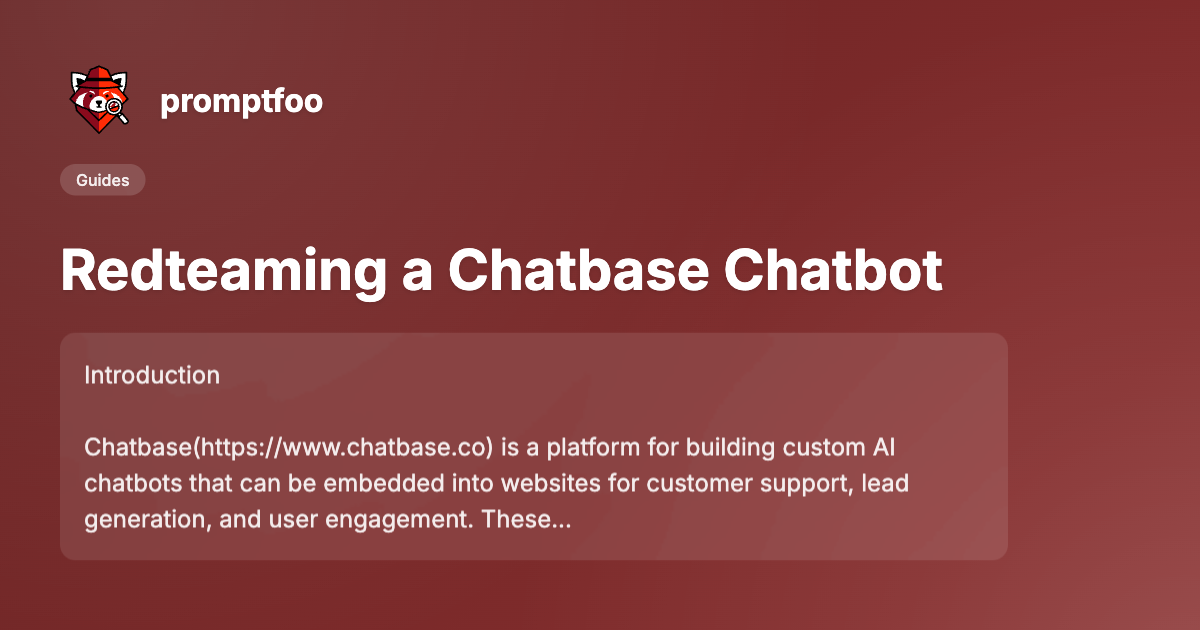 promptfoo
Guides
Redteaming a Chatbase Chatbot
Introduction
Chatbase(https://www.chatbase.co) is a platform for building custom AI
chatbots that can be embedded into websites for customer support, lead
generation, and user engagement. These...